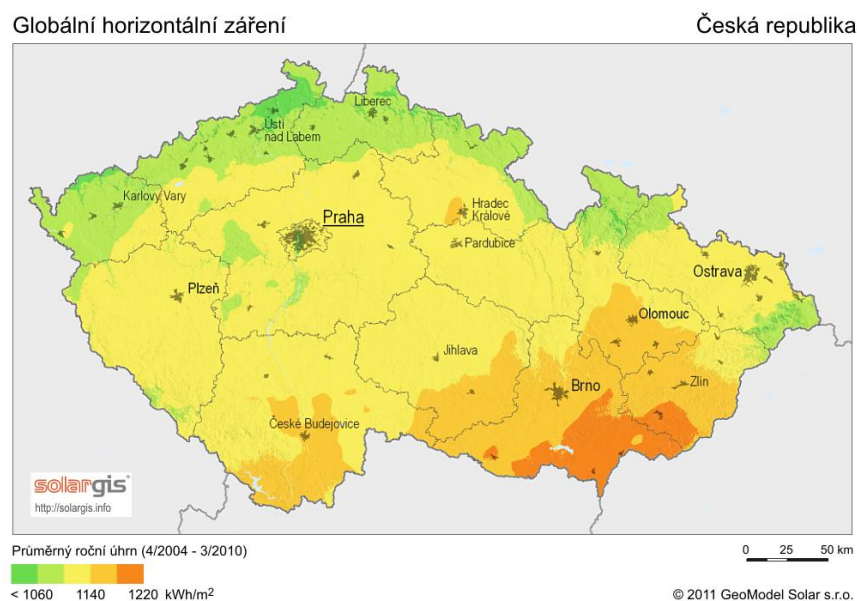 Globální horizontální záření
Česká republika
Liberec
Ústí
nad Labem
Karlovy Vary
Hradec
Králové
Praha
Pardubice
Ostrava
Plzeň
Olomouc
Jihlava
Zlín
Brno
České Budejovice
solargis
http://solargis.info
Průměrný roční úhrn (4/2004 - 3/2010)
0 25 50 km
< 1060 1140 1220 kWh/m2
© 2011 GeoModel Solar s.r.o.